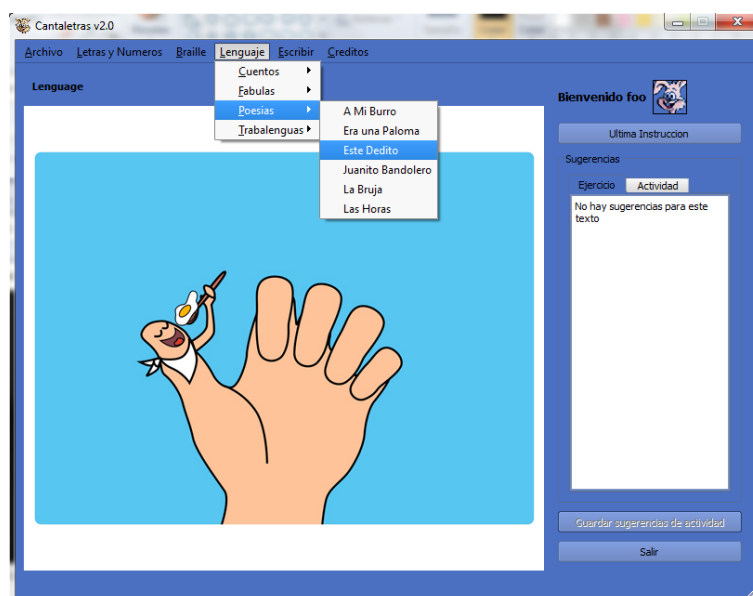 Cantaletras v2.0
Archivo Letras y Numeros Braille Lenguaje Escribir Creditos
Lenguage
Cuentos
Fabulas
Poesias
Trabalenguas
A Mi Burro
Era una Paloma
Este Dedito
Juanito Bandolero
La Bruja
Las Horas
Bienvenido foo
Ultima Instruccion
Sugerencias
Ejercicio Actividad
No hay sugerencias para este
texto
Guardar sugerencias de actividad
Salir